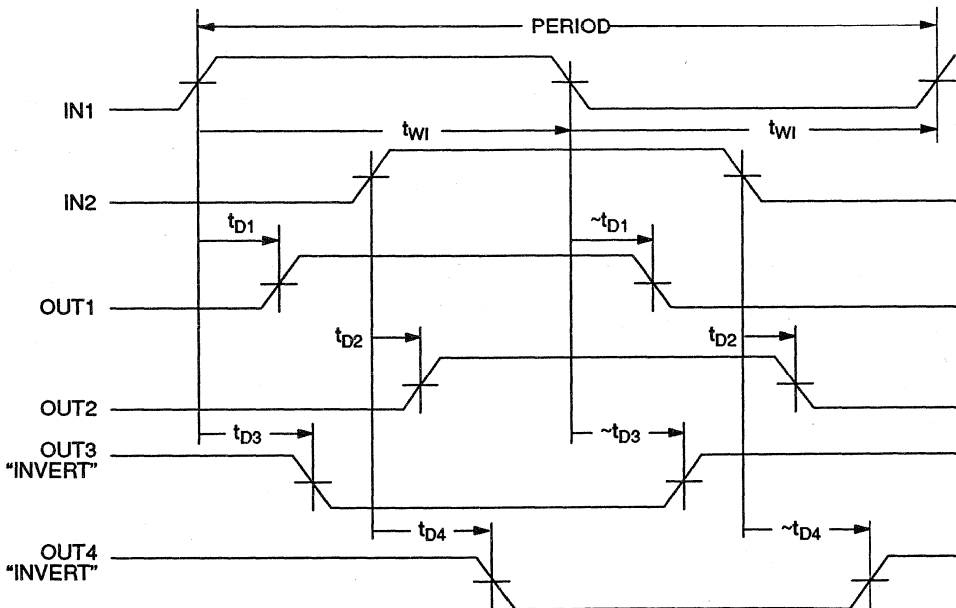 PERIOD
IN1
tWI tWI
IN2
tD1 ~tD1
OUT1
tD2 tD2
OUT2
tD3 ~tD3
OUT3
“INVERT”
tD4 ~tD4
OUT4
“INVERT”